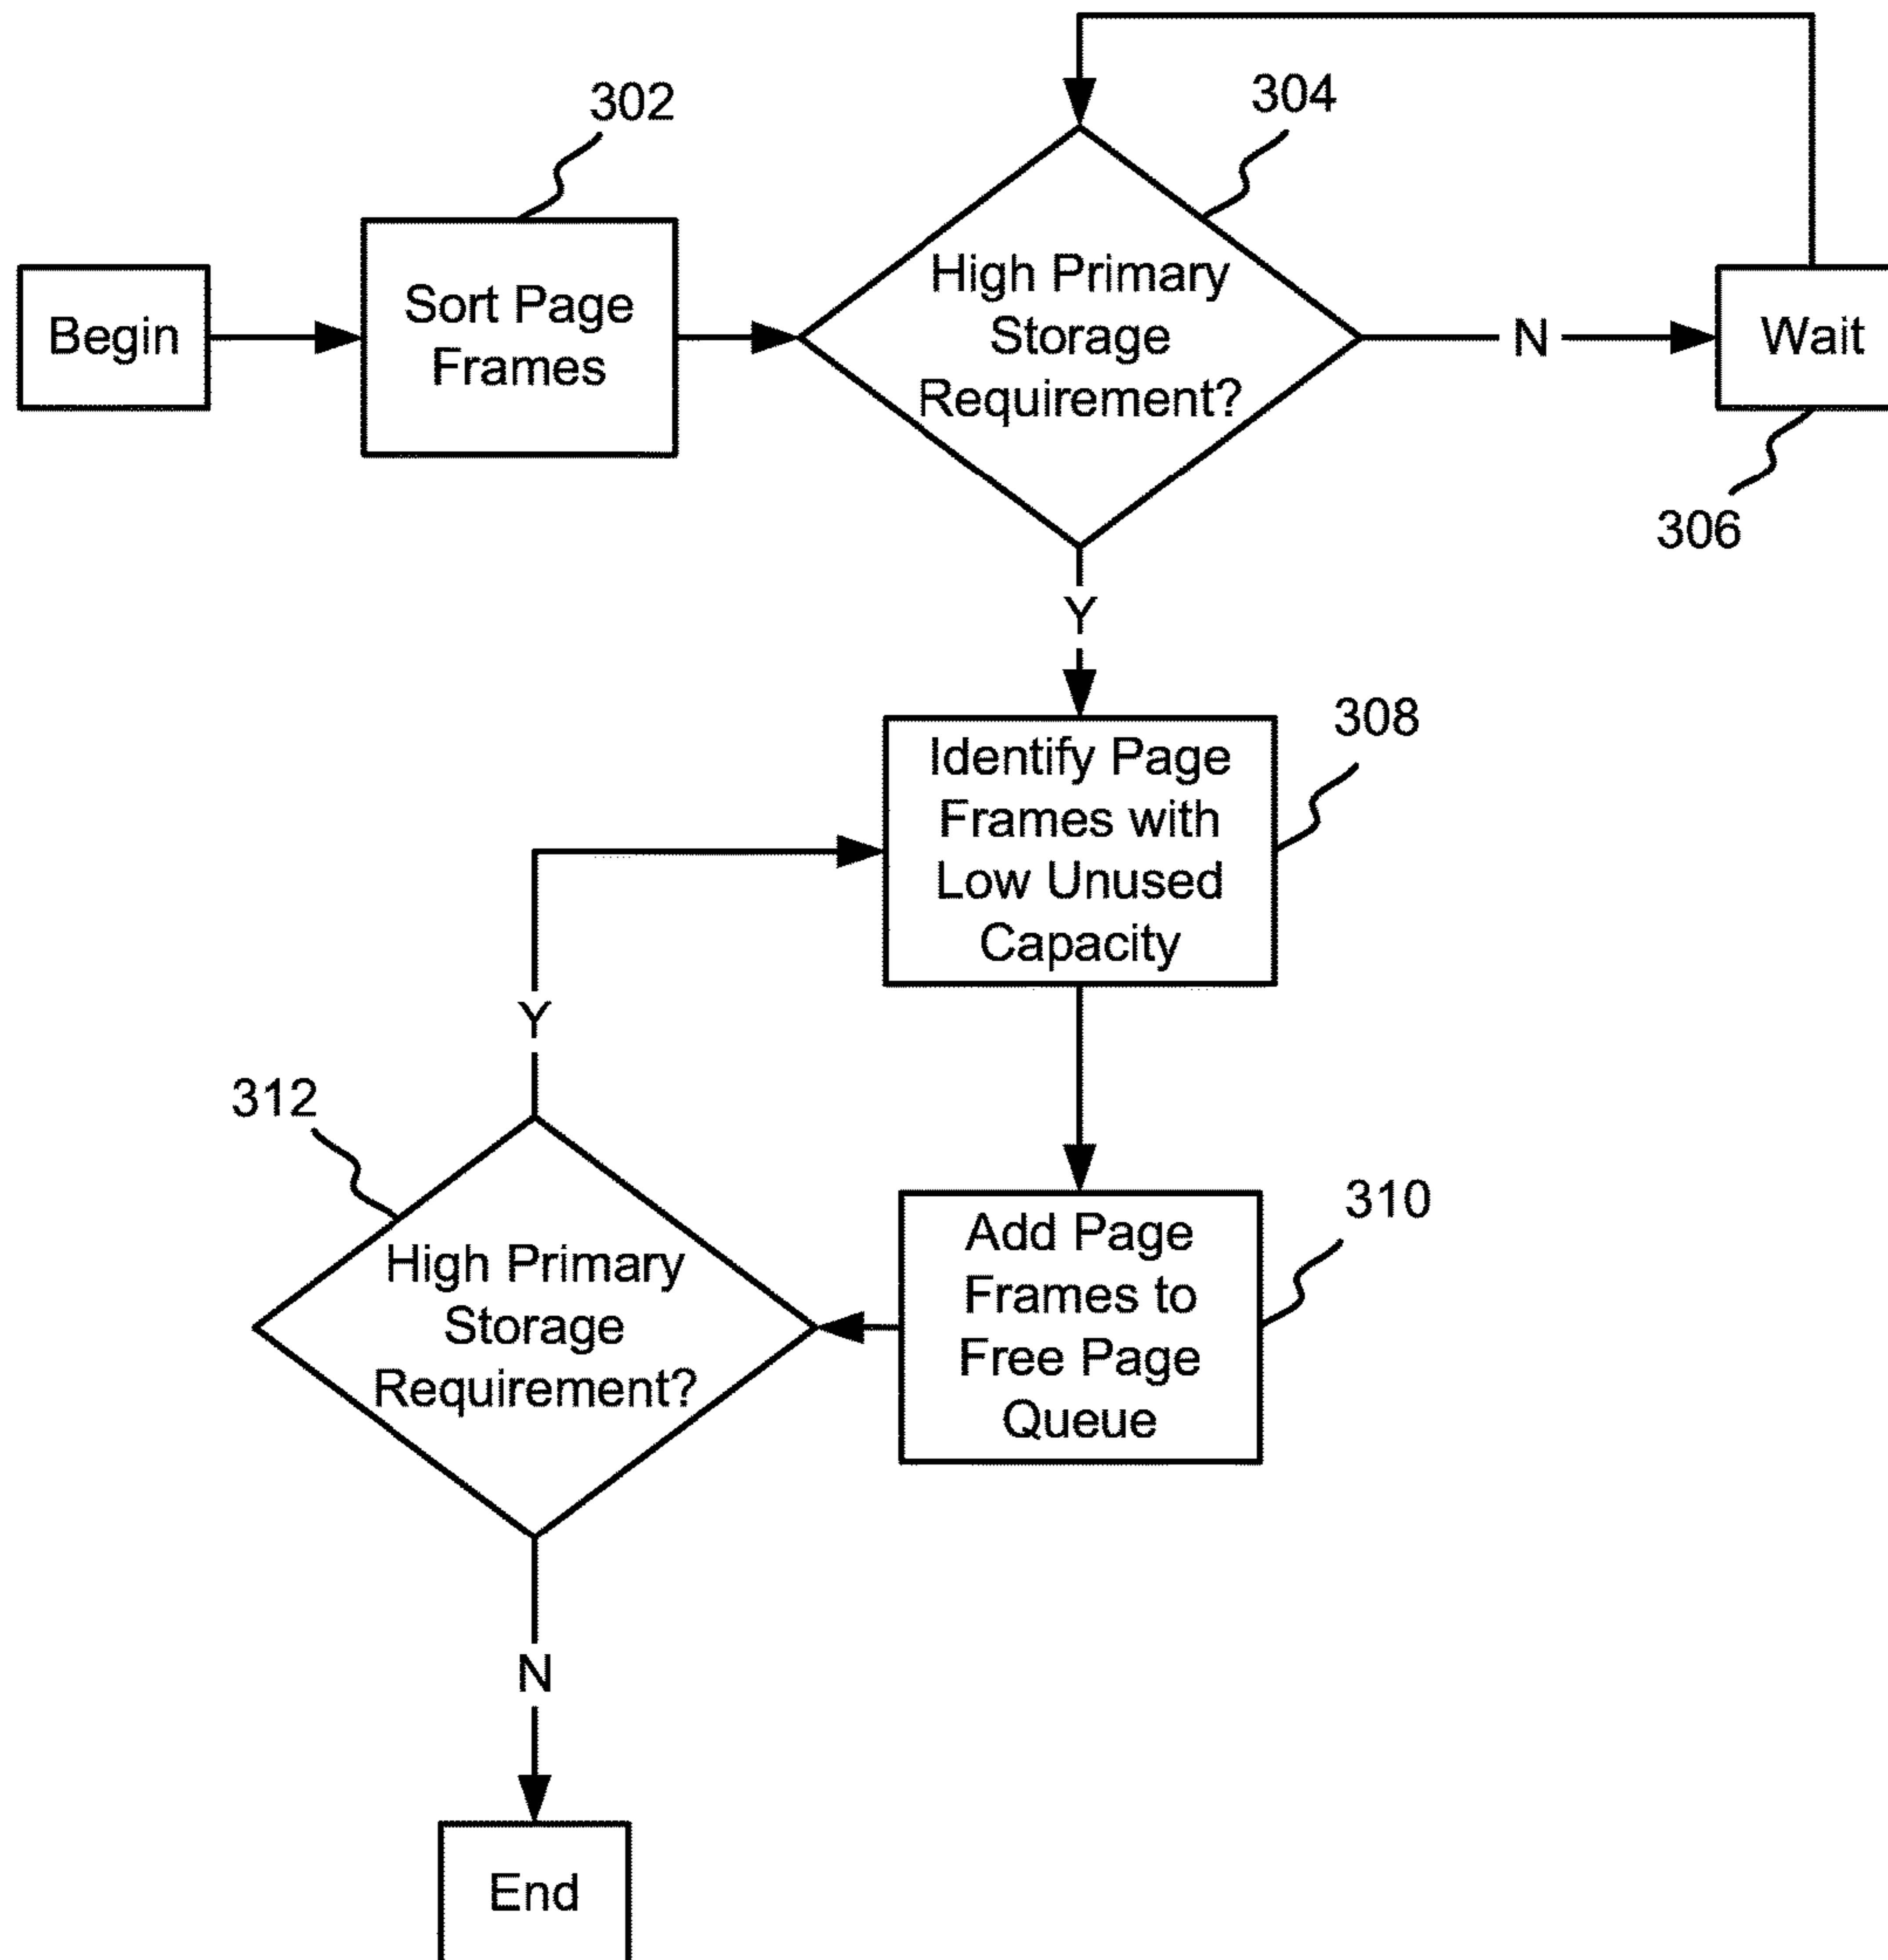 302
304
Begin
Sort Page
Frames
High Primary
Storage
Requirement?
N
Wait
306
Y
308
Identify Page
Frames with
Low Unused
Capacity
Y
312
310
High Primary
Storage
Requirement?
Add Page
Frames to
Free Page
Queue
N
End